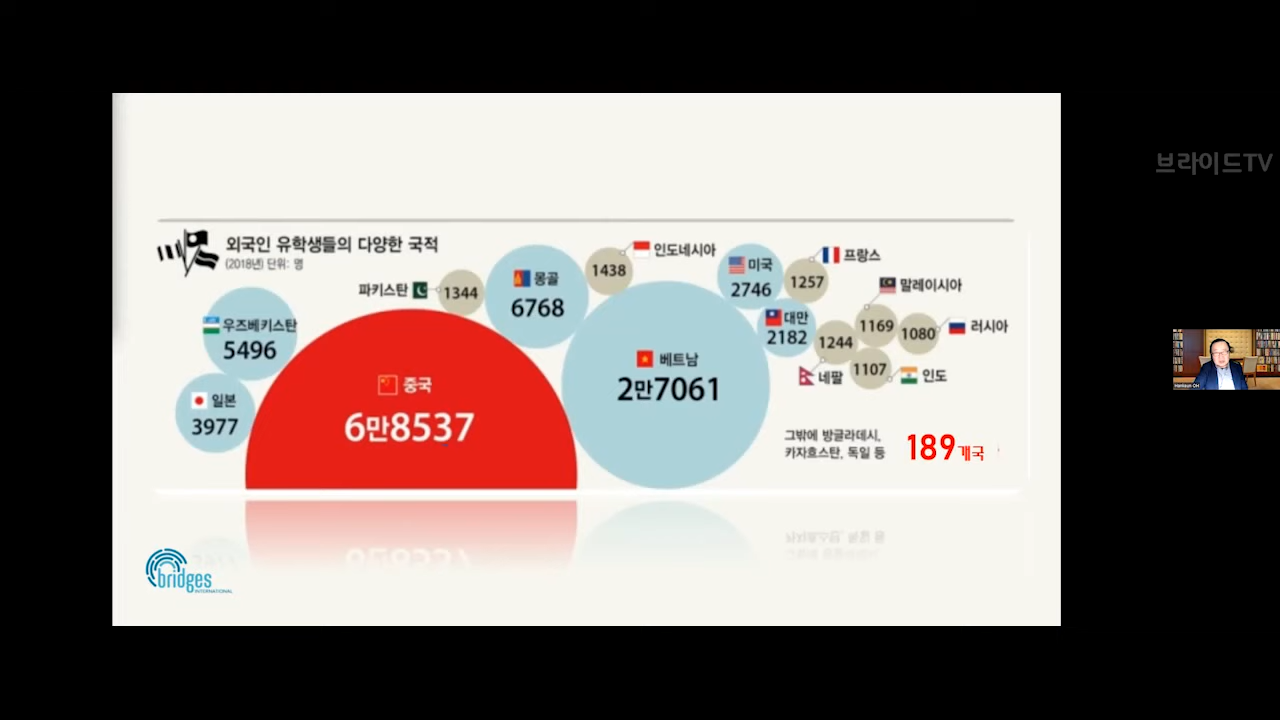 브라이드TV
외국인 유학생들의 다양한 국적
(2018년) 단위: 명
우즈베키스탄
5496
일본
3977
파키스탄
1344
중국
6만8537
몽골
6768
인도네시아
1438
베트남
2만7061
미국
2746
프랑스
1257
대만
2182
말레이시아
1169
네팔
1244
러시아
1080
인도
1107
그밖에 방글라데시,
카자흐스탄, 독일 등
189개국
bridges
INTERNATIONAL